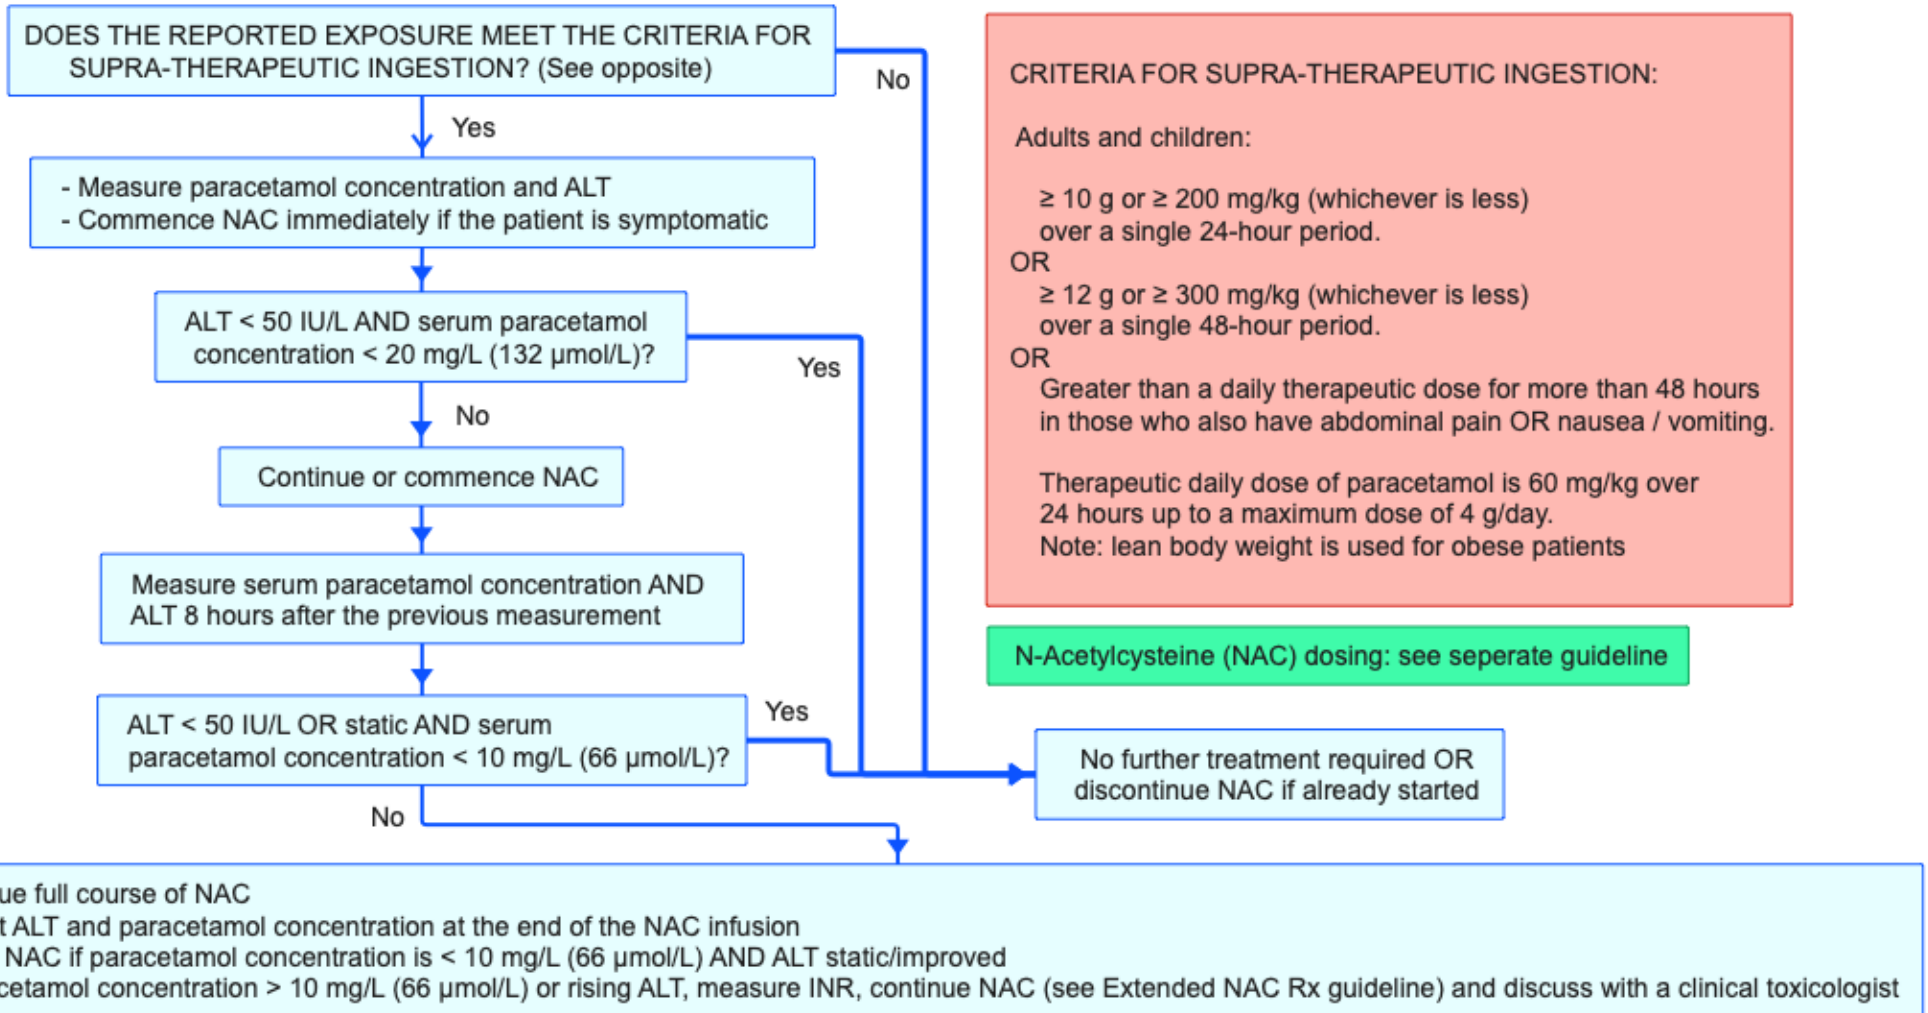 DOES THE REPORTED EXPOSURE MEET THE CRITERIA FOR
SUPRA-THERAPEUTIC INGESTION? (See opposite)
No
Yes
- Measure paracetamol concentration and ALT
- Commence NAC immediately if the patient is symptomatic
ALT < 50 IU/L AND serum paracetamol
concentration < 20 mg/L (132 µmol/L)?
Yes
No
Continue or commence NAC
Measure serum paracetamol concentration AND
ALT 8 hours after the previous measurement
ALT < 50 IU/L OR static AND serum
paracetamol concentration < 10 mg/L (66 µmol/L)?
Yes
No
CRITERIA FOR SUPRA-THERAPEUTIC INGESTION:
Adults and children:
≥ 10 g or ≥ 200 mg/kg (whichever is less)
over a single 24-hour period.
OR
≥ 12 g or ≥ 300 mg/kg (whichever is less)
over a single 48-hour period.
OR
Greater than a daily therapeutic dose for more than 48 hours
in those who also have abdominal pain OR nausea / vomiting.
Therapeutic daily dose of paracetamol is 60 mg/kg over
24 hours up to a maximum dose of 4 g/day.
Note: lean body weight is used for obese patients
N-Acetylcysteine (NAC) dosing: see seperate guideline
No further treatment required OR
discontinue NAC if already started
ue full course of NAC
t ALT and paracetamol concentration at the end of the NAC infusion
NAC if paracetamol concentration is < 10 mg/L (66 µmol/L) AND ALT static/improved
cetamol concentration > 10 mg/L (66 µmol/L) or rising ALT, measure INR, continue NAC (see Extended NAC Rx guideline) and discuss with a clinical toxicologist